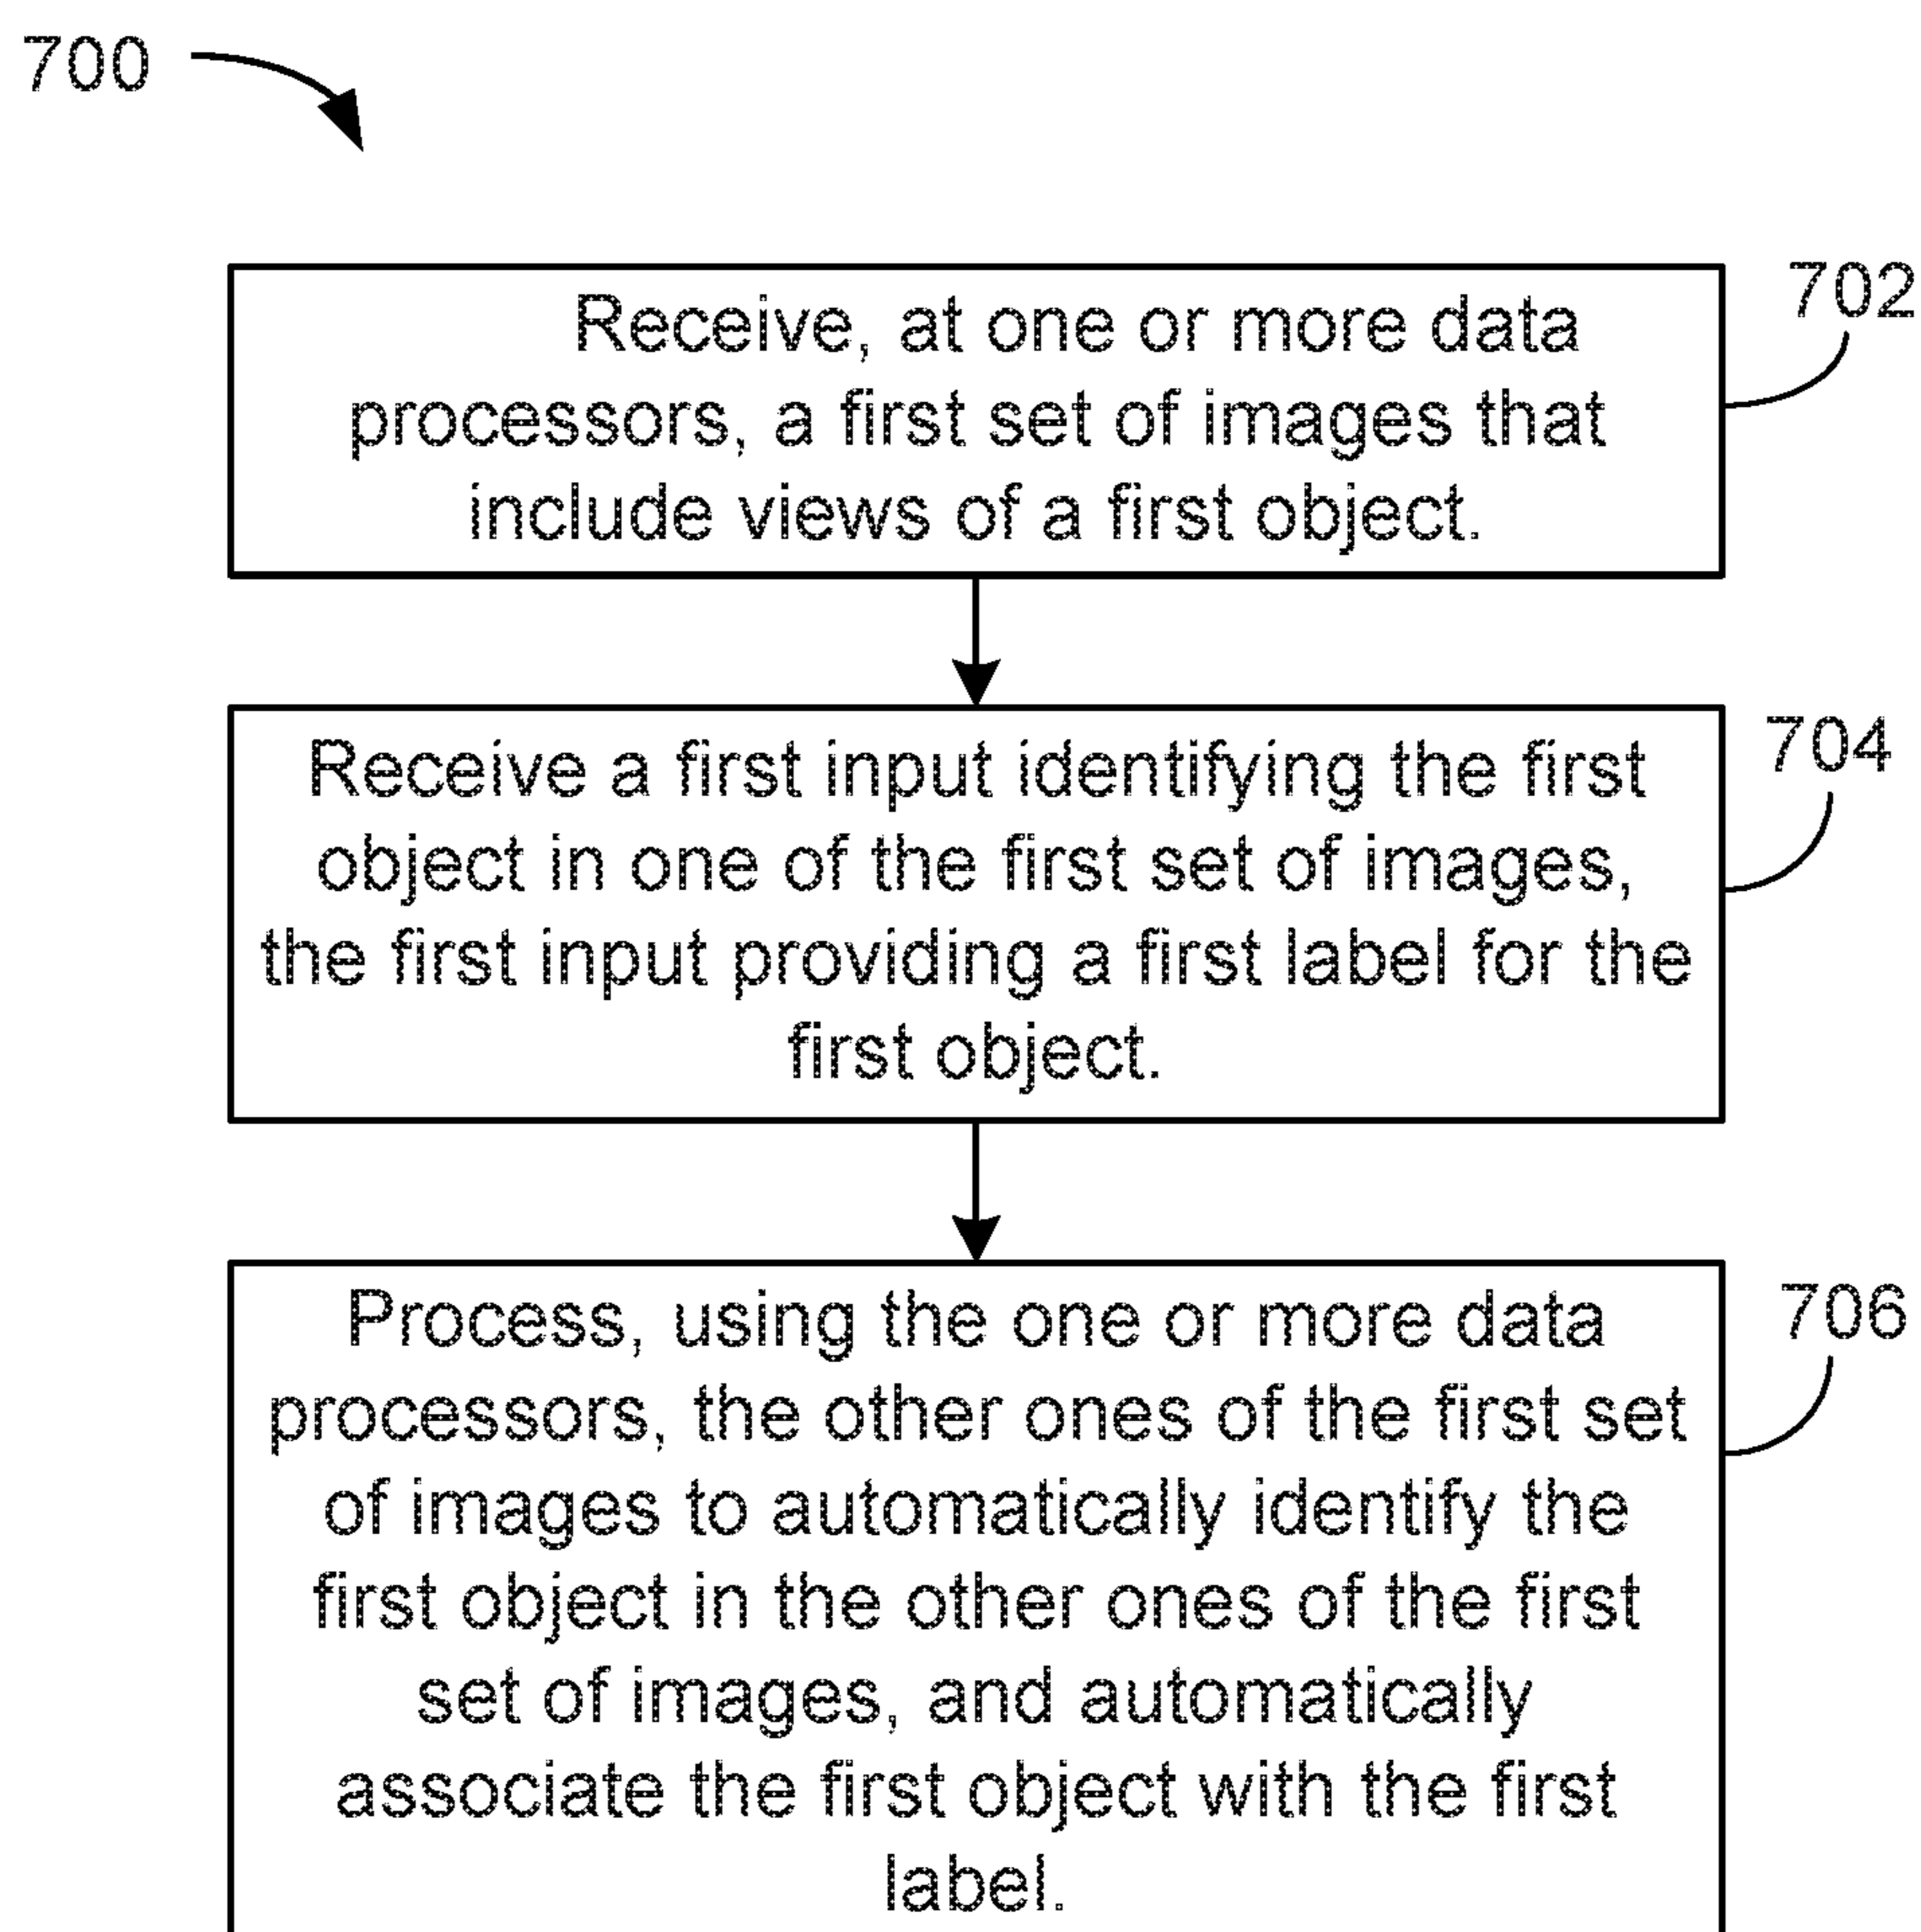 700
702
Receive, at one or more data
processors, a first set of images that
include views of a first object.
704
Receive a first input identifying the first
object in one of the first set of images,
the first input providing a first label for the
first object.
706
Process, using the one or more data
processors, the other ones of the first set
of images to automatically identify the
first object in the other ones of the first
set of images, and automatically
associate the first object with the first
label.